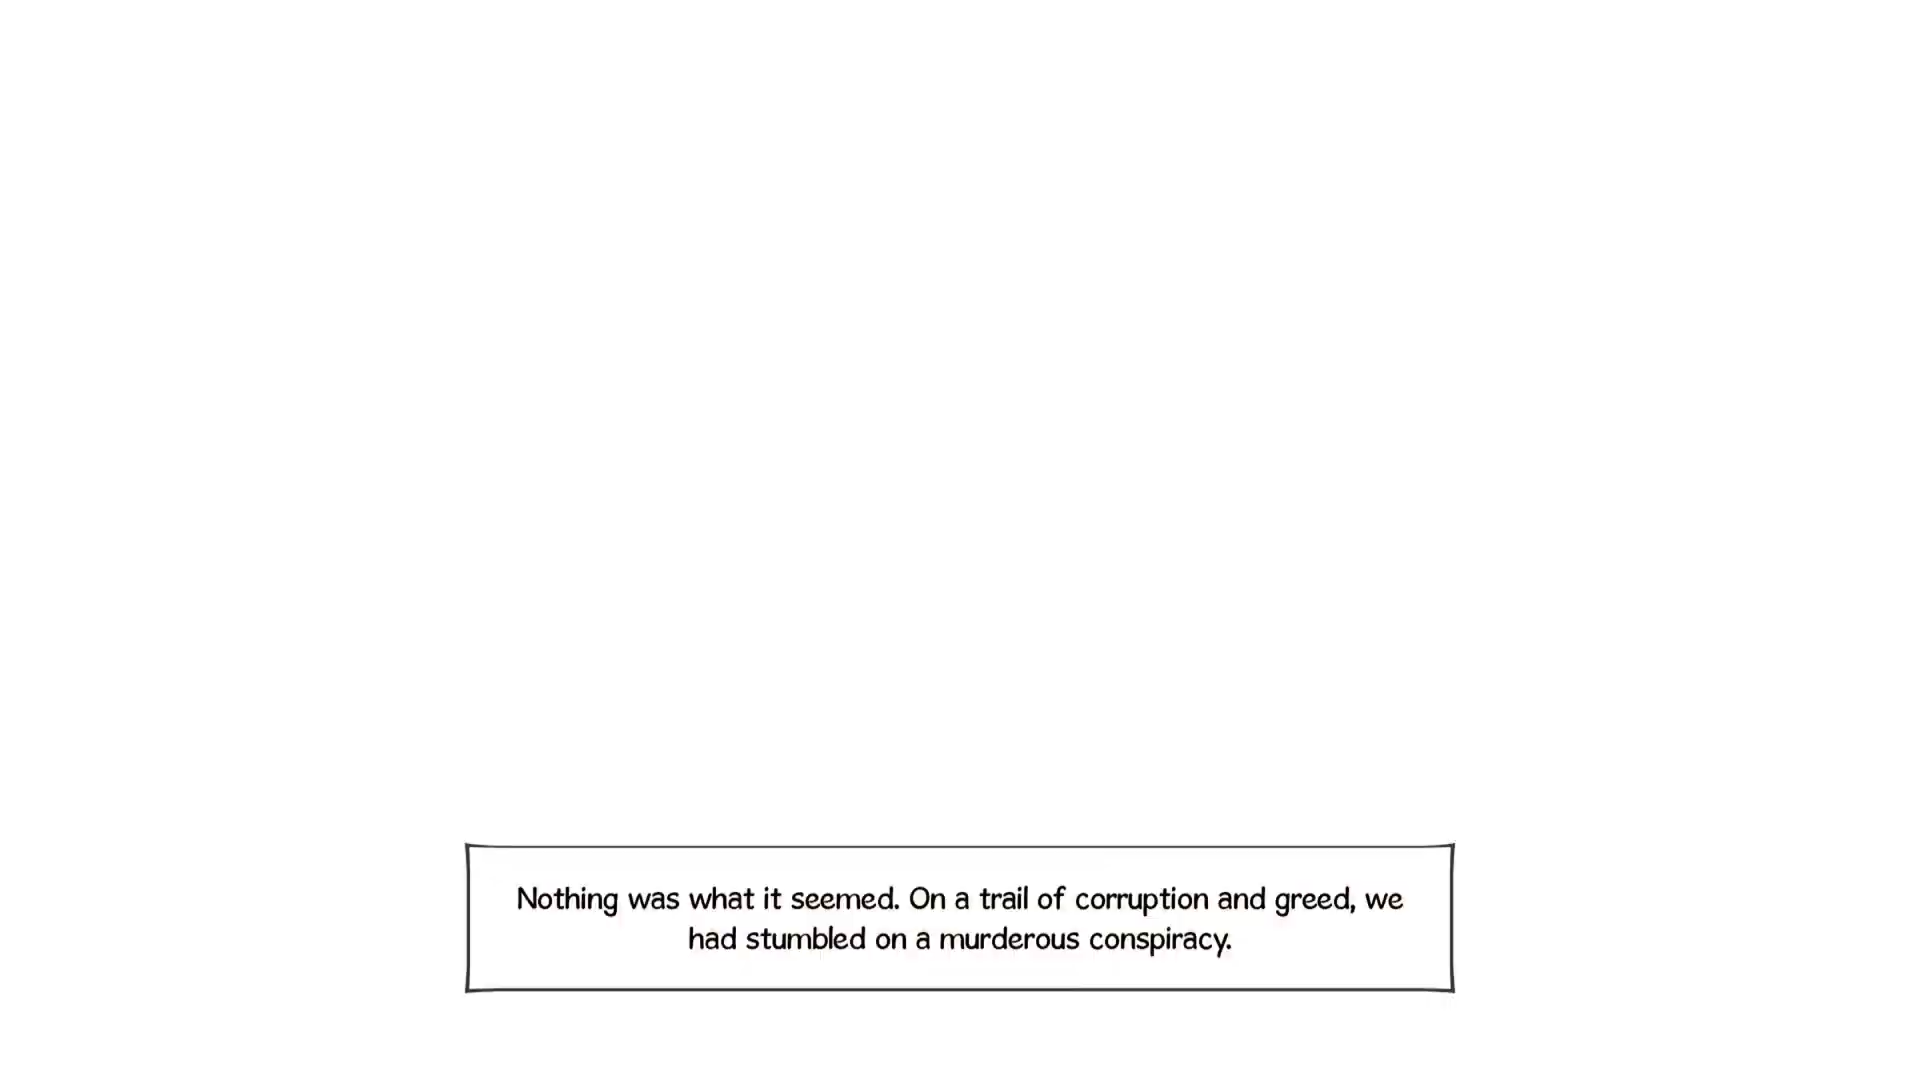 Nothing was what it seemed. On a trail of corruption and greed, we
had stumbled on a murderous conspiracy.